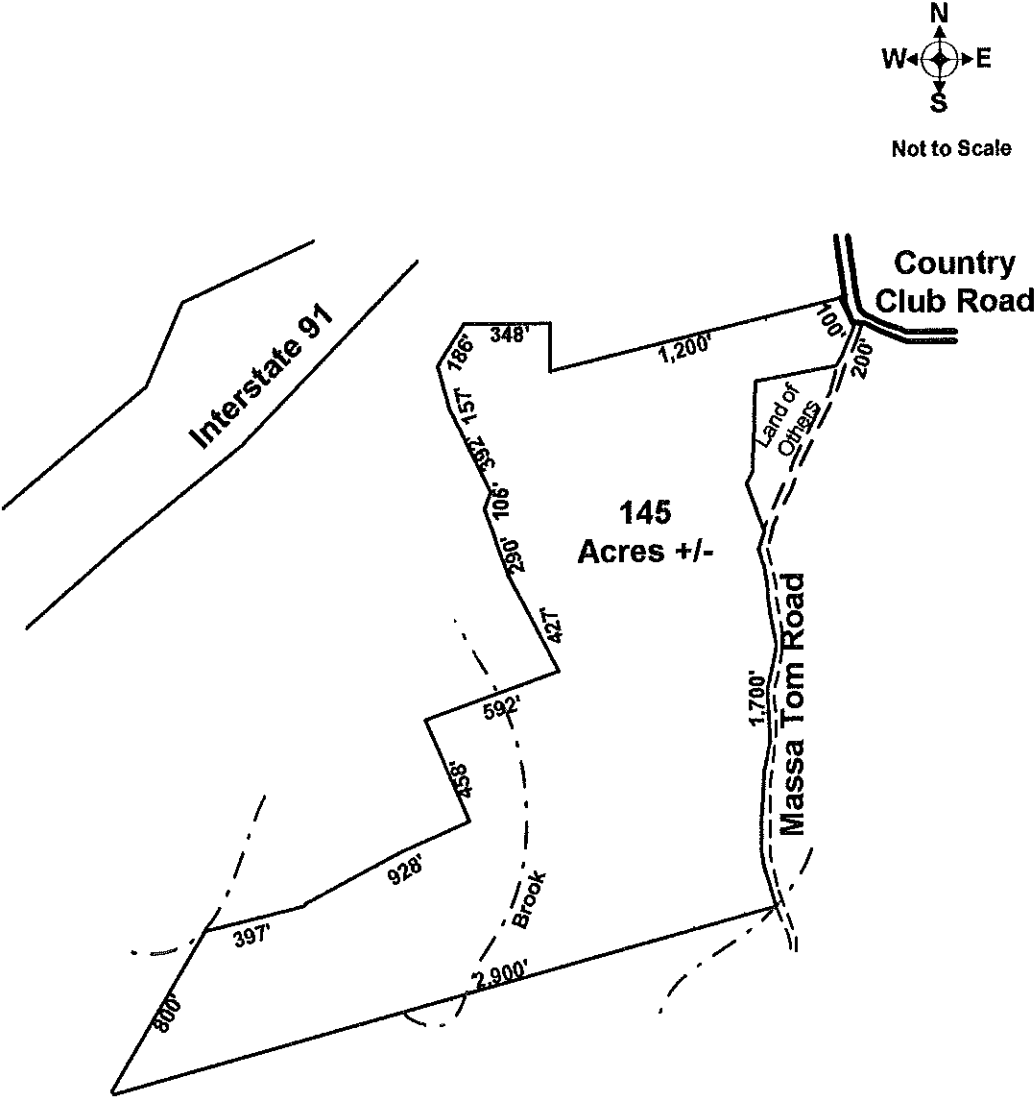 N
W E
S
Not to Scale
Country
Club Road
Interstate 91
348'
186'
1,200'
100'
200'
157'
392'
Land of
Others
106'
145
Acres +/-
290'
427'
592'
1,700'
Massa Tom Road
458'
928'
Brook
397'
2,900'
800'